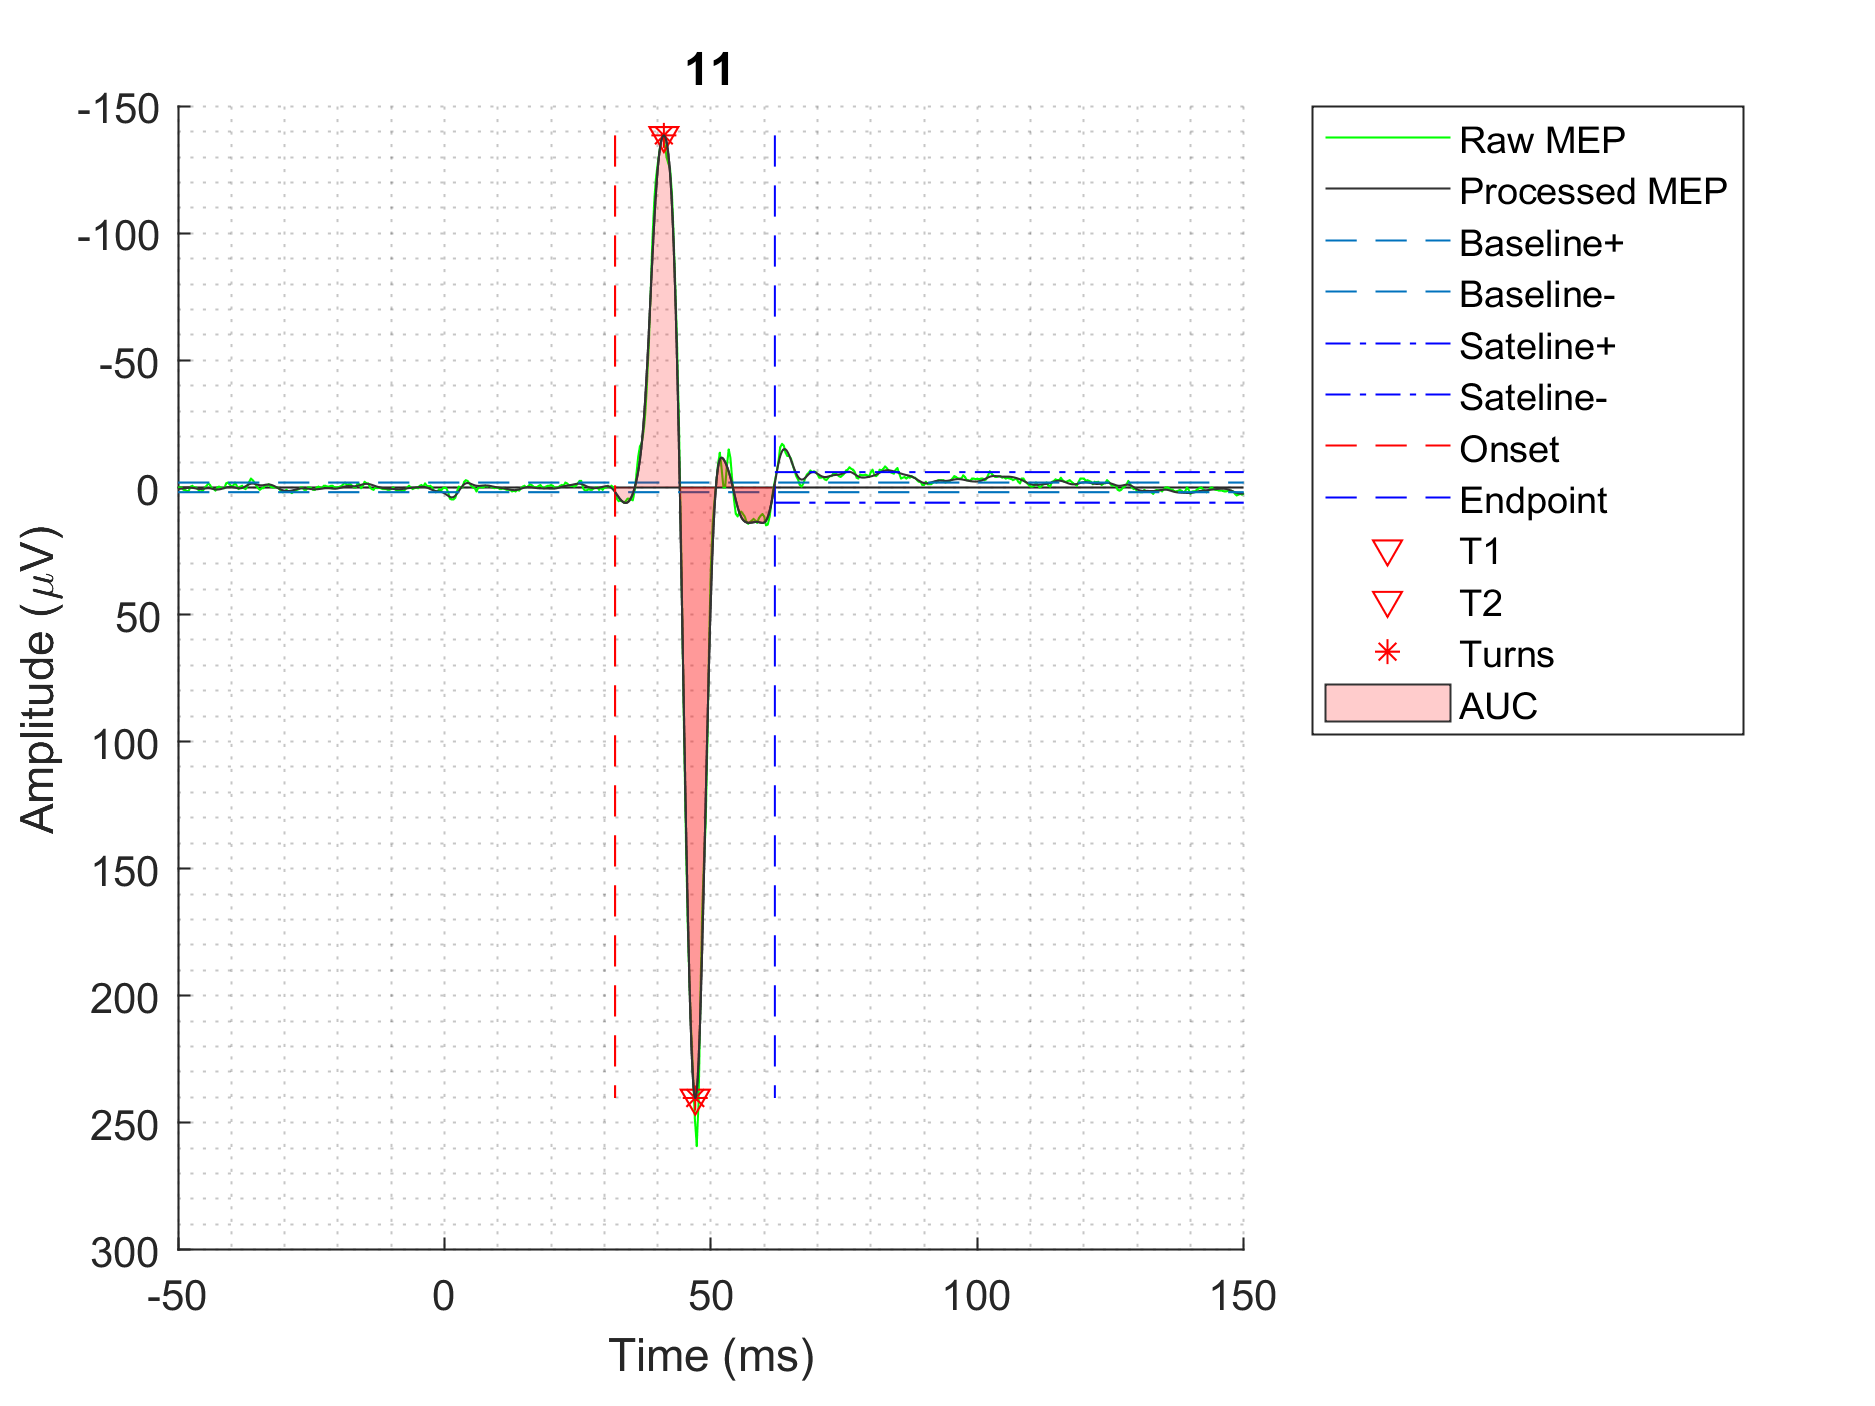 11
-150
-100
-50
0
50
100
150
200
250
300
Amplitude (μV)
-50 0 50 100 150
Time (ms)
Raw MEP
Processed MEP
Baseline+
Baseline-
Sateline+
Sateline-
Onset
Endpoint
T1
T2
Turns
AUC